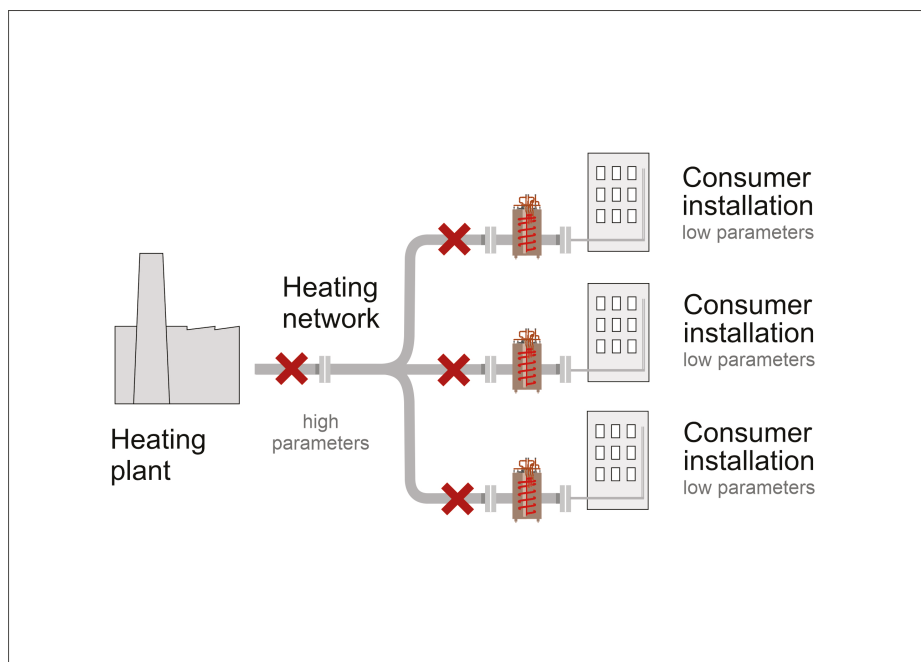 Consumer
installation
low parameters
Heating
network
Consumer
installation
low parameters
high
parameters
Heating
plant
Consumer
installation
low parameters